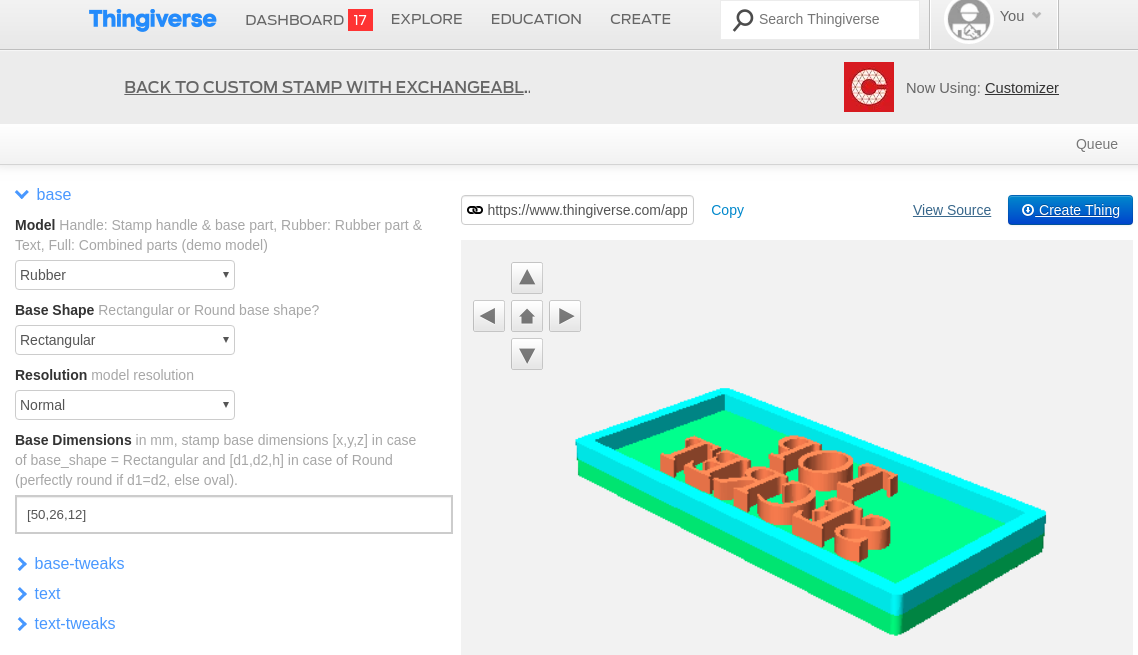 Thingiverse
DASHBOARD 17 EXPLORE EDUCATION CREATE Search Thingiverse You
BACK TO CUSTOM STAMP WITH EXCHANGEABL..
Now Using: Customizer
Queue
base
Model Handle: Stamp handle & base part, Rubber: Rubber part &
Text, Full: Combined parts (demo model)
Rubber
Base Shape Rectangular or Round base shape?
Rectangular
Resolution model resolution
Normal
Base Dimensions in mm, stamp base dimensions [x,y,z] in case
of base_shape = Rectangular and [d1,d2,h] in case of Round
(perfectly round if d1=d2, else oval).
[50,26,12]
base-tweaks
text
text-tweaks
https://www.thingiverse.com/app Copy View Source Create Thing